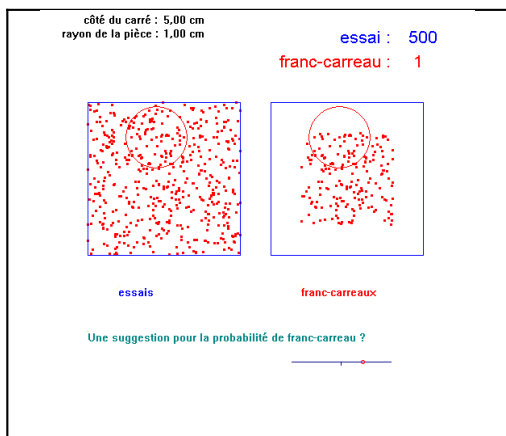 côté du carré : 5,00 cm
rayon de la pièce : 1,00 cm
essai : 500
franc-carreau : 1
essais
franc-carreaux
Une suggestion pour la probabilité de franc-carreau ?